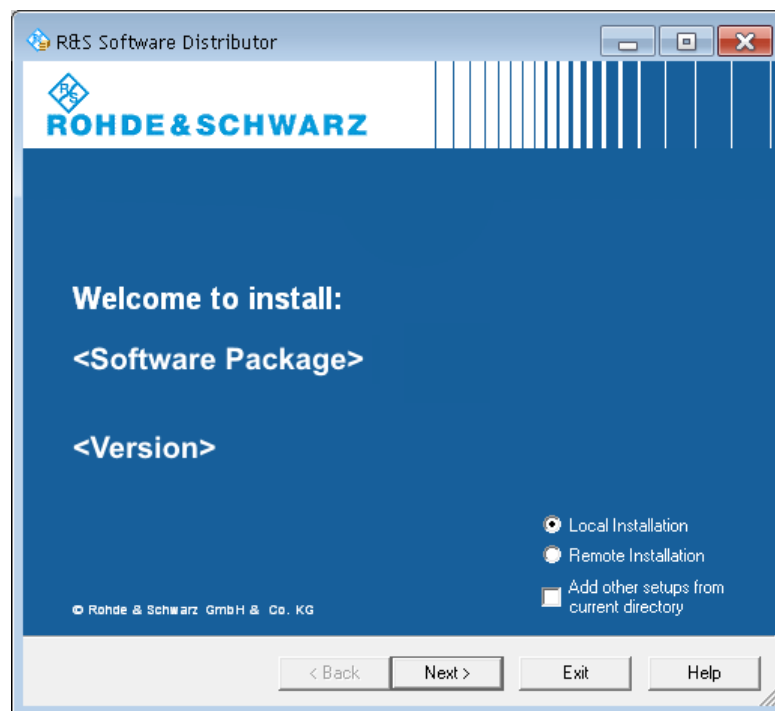 R&S Software Distributor
R&S
ROHDE&SCHWARZ
Welcome to install:
<Software Package>
<Version>
Local Installation
Remote Installation
Add other setups from
current directory
© Rohde & Schwarz GmbH & Co. KG
< Back
Next >
Exit
Help